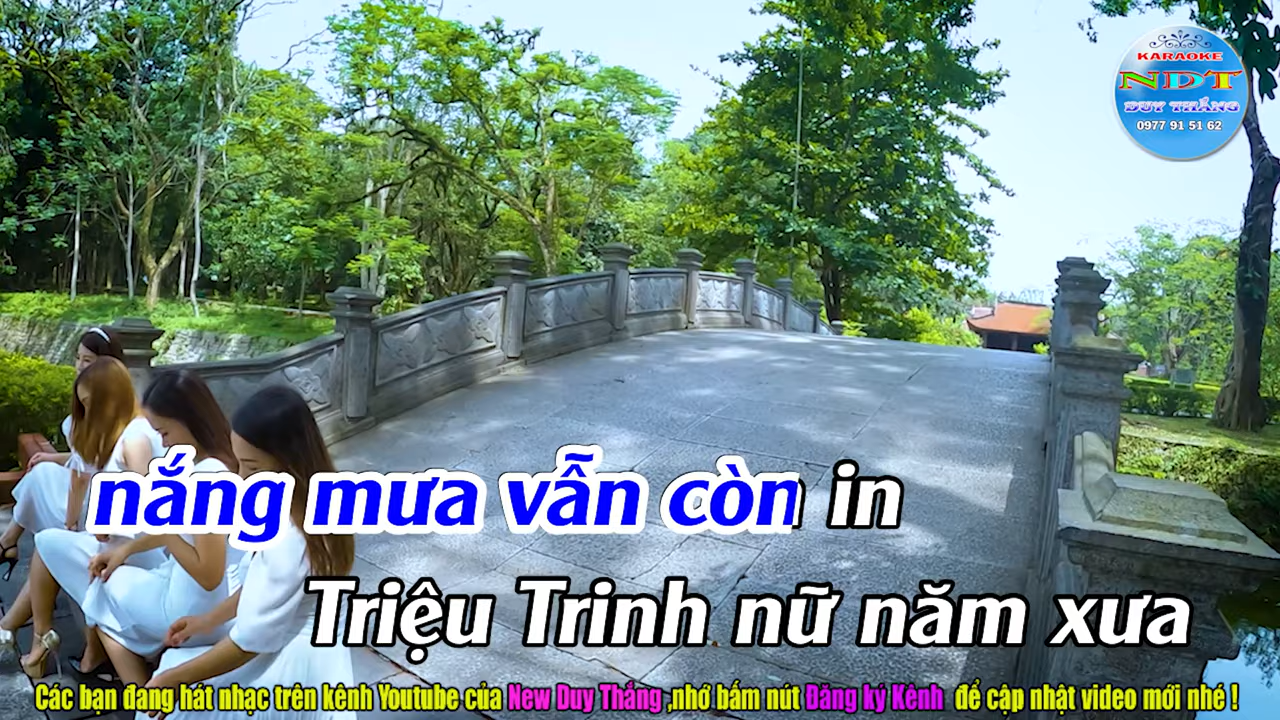 KARAOKE
NDT
DUY THẮNG
0977 91 51 62
nắng mưa vẫn còn in
Triệu Trinh nữ năm xưa
Các bạn đang hát nhạc trên kênh Youtube của New Duy Thắng ,nhớ bấm nút Đăng ký Kênh để cập nhật video mới nhé !